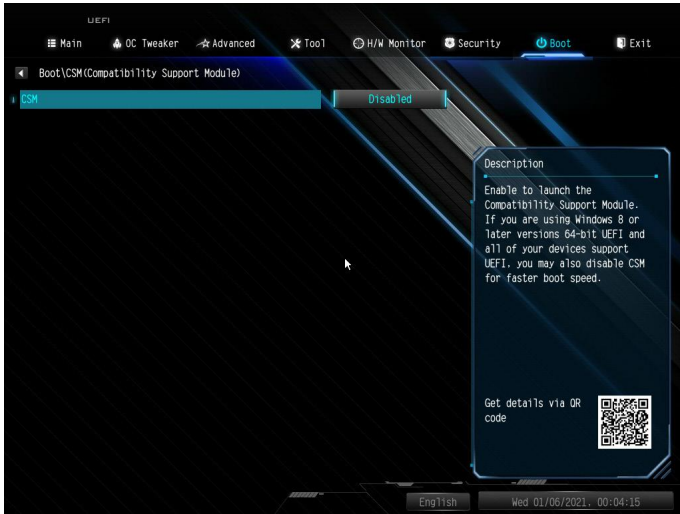 UEFI
Main OC Tweaker Advanced Tool H/W Monitor Security Boot Exit
Boot\CSM(Compatibility Support Module)
CSM Disabled
Description
Enable to launch the
Compatibility Support Module.
If you are using Windows 8 or
later versions 64-bit UEFI and
all of your devices support
UEFI, you may also disable CSM
for faster boot speed.
Get details via QR
code
English Wed 01/06/2021. 00:04:15